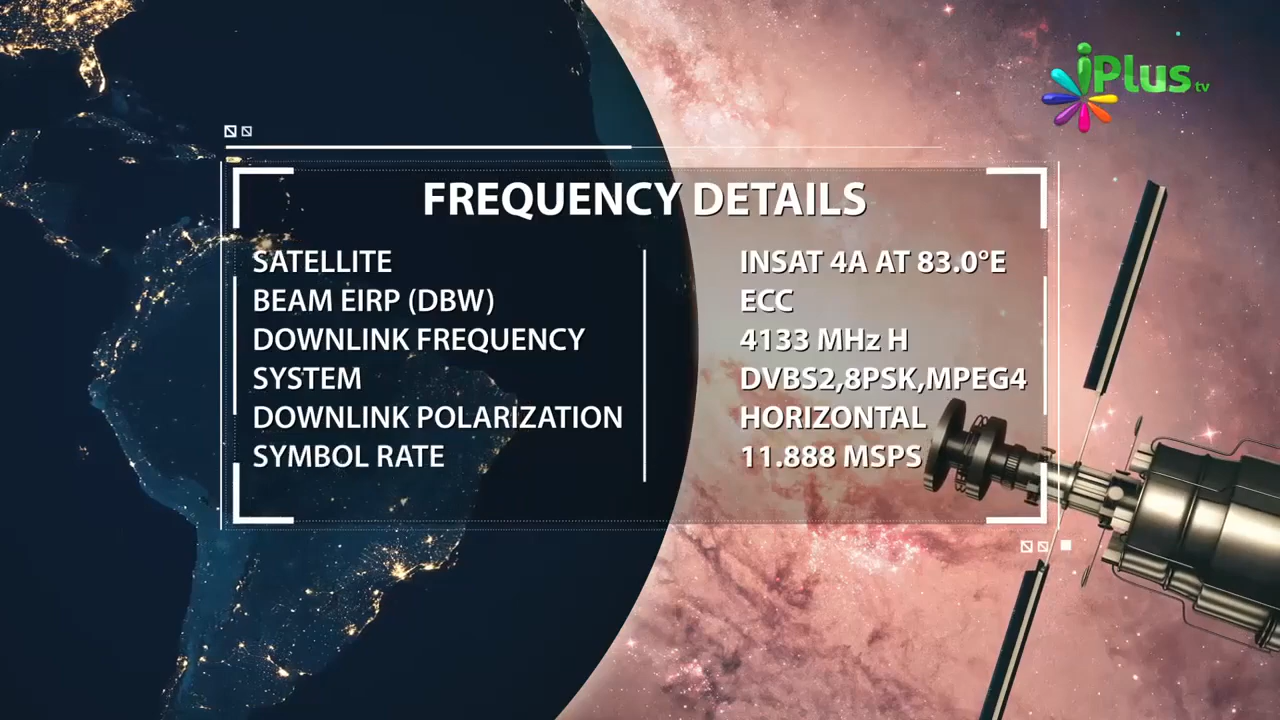 iPlus tv
FREQUENCY DETAILS
SATELLITE INSAT 4A AT 83.0°E
BEAM EIRP (DBW) ECC
DOWNLINK FREQUENCY 4133 MHz H
SYSTEM DVBS2,8PSK,MPEG4
DOWNLINK POLARIZATION HORIZONTAL
SYMBOL RATE 11.888 MSPS